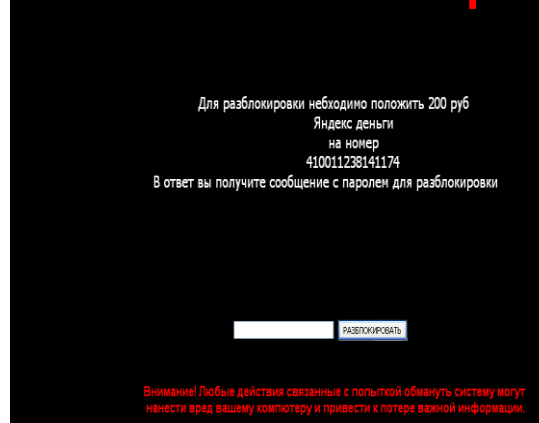 Для разблокировки небходимо положить 200 руб
Яндекс деньги
на номер
410011238141174
В ответ вы получите сообщение с паролем для разблокировки
РАЗБЛОКИРОВАТЬ
Внимание! Любые действия связанные с попыткой обмануть систему могут
нанести вред вашему компютеру и привести к потере важной информации.